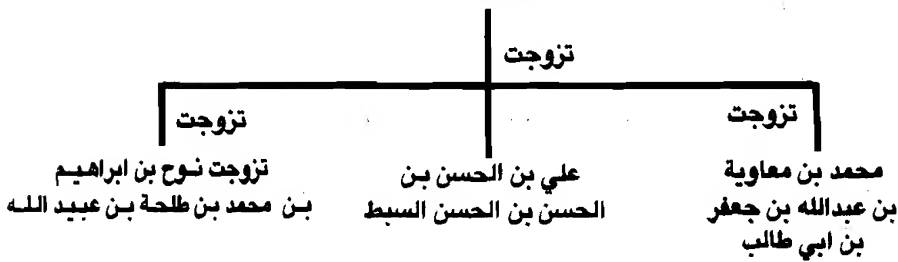 تزوجت
تزوجت
تزوجت
محمد بن معاوية
بن عبدالله بن جعفر
بن ابي طالب
علي بن الحسن بن
الحسن بن الحسن السبط
تزوجت نوح بن ابراهيم
بن محمد بن طلحة بن عبيد الله